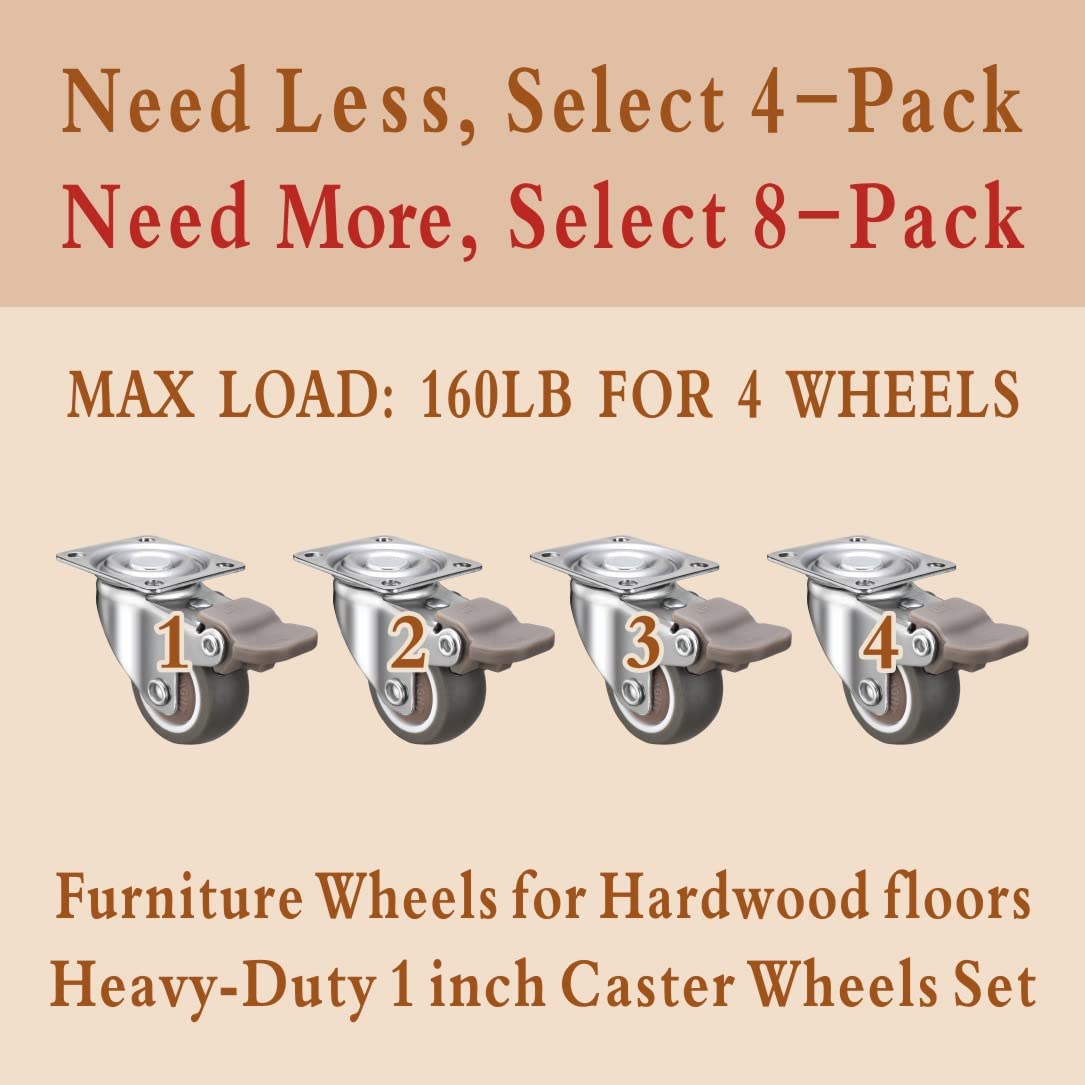 Need Less, Select 4-Pack
Need More, Select 8-Pack
MAX LOAD: 160LB FOR 4 WHEELS
1 2 3 4
Furniture Wheels for Hardwood floors
Heavy-Duty 1 inch Caster Wheels Set